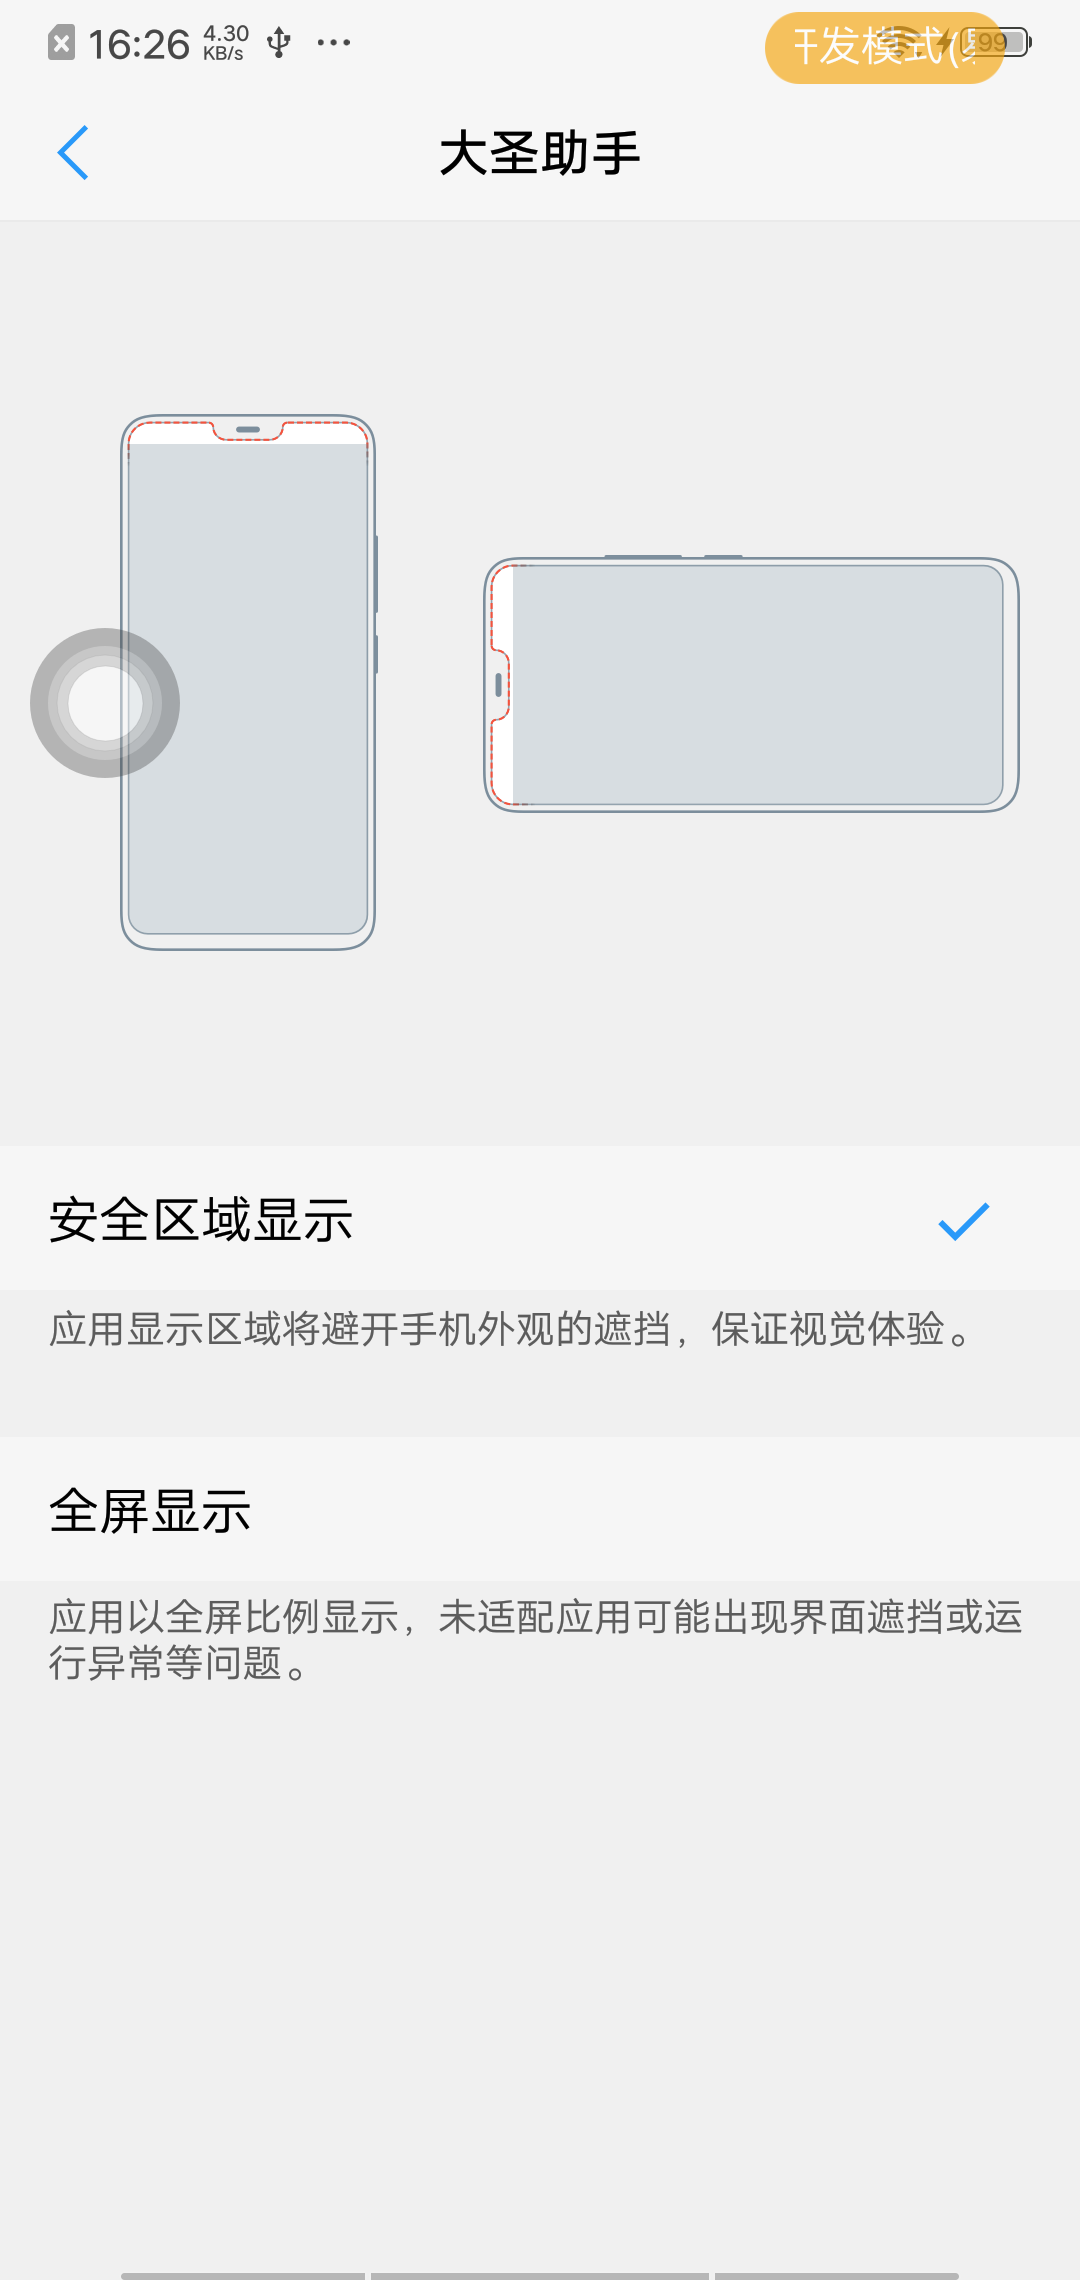 16:26
4.30
KB/s
发模式(
99
大圣助手
安全区域显示
应用显示区域将避开手机外观的遮挡，保证视觉体验。
全屏显示
应用以全屏比例显示，未适配应用可能出现界面遮挡或运
行异常等问题。